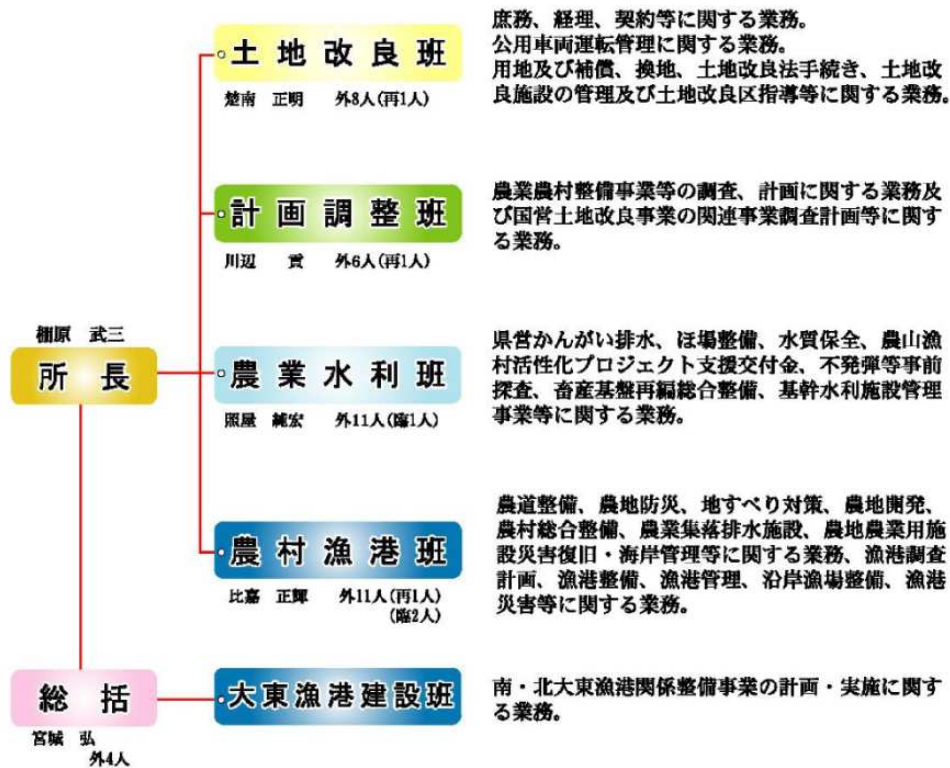 土地改良班
楚南 正明 外8人(再1人)
庶務、経理、契約等に関する業務。
公用車両運転管理に関する業務。
用地及び補償、換地、土地改良法手続き、土地改
良施設の管理及び土地改良区指導等に関する業務。
計画調整班
川辺 貢 外6人(再1人)
農業農村整備事業等の調査、計画に関する業務及
び国営土地改良事業の関連事業調査計画等に関す
る業務。
棚原 武三
所長
農業水利班
照屋 純宏 外11人(臨1人)
県営かんがい排水、ほ場整備、水質保全、農山漁
村活性化プロジェクト支援交付金、不発弾等事前
探査、畜産基盤再編総合整備、基幹水利施設管理
事業等に関する業務。
農村漁港班
比嘉 正輝 外11人(再1人)
(臨2人)
農道整備、農地防災、地すべり対策、農地開発、
農村総合整備、農業集落排水施設、農地農業用施
設災害復旧・海岸管理等に関する業務、漁港調査
計画、漁港整備、漁港管理、沿岸漁場整備、漁港
災害等に関する業務。
総括
宮城 弘
外4人
大東漁港建設班
南・北大東漁港関係整備事業の計画・実施に関す
る業務。